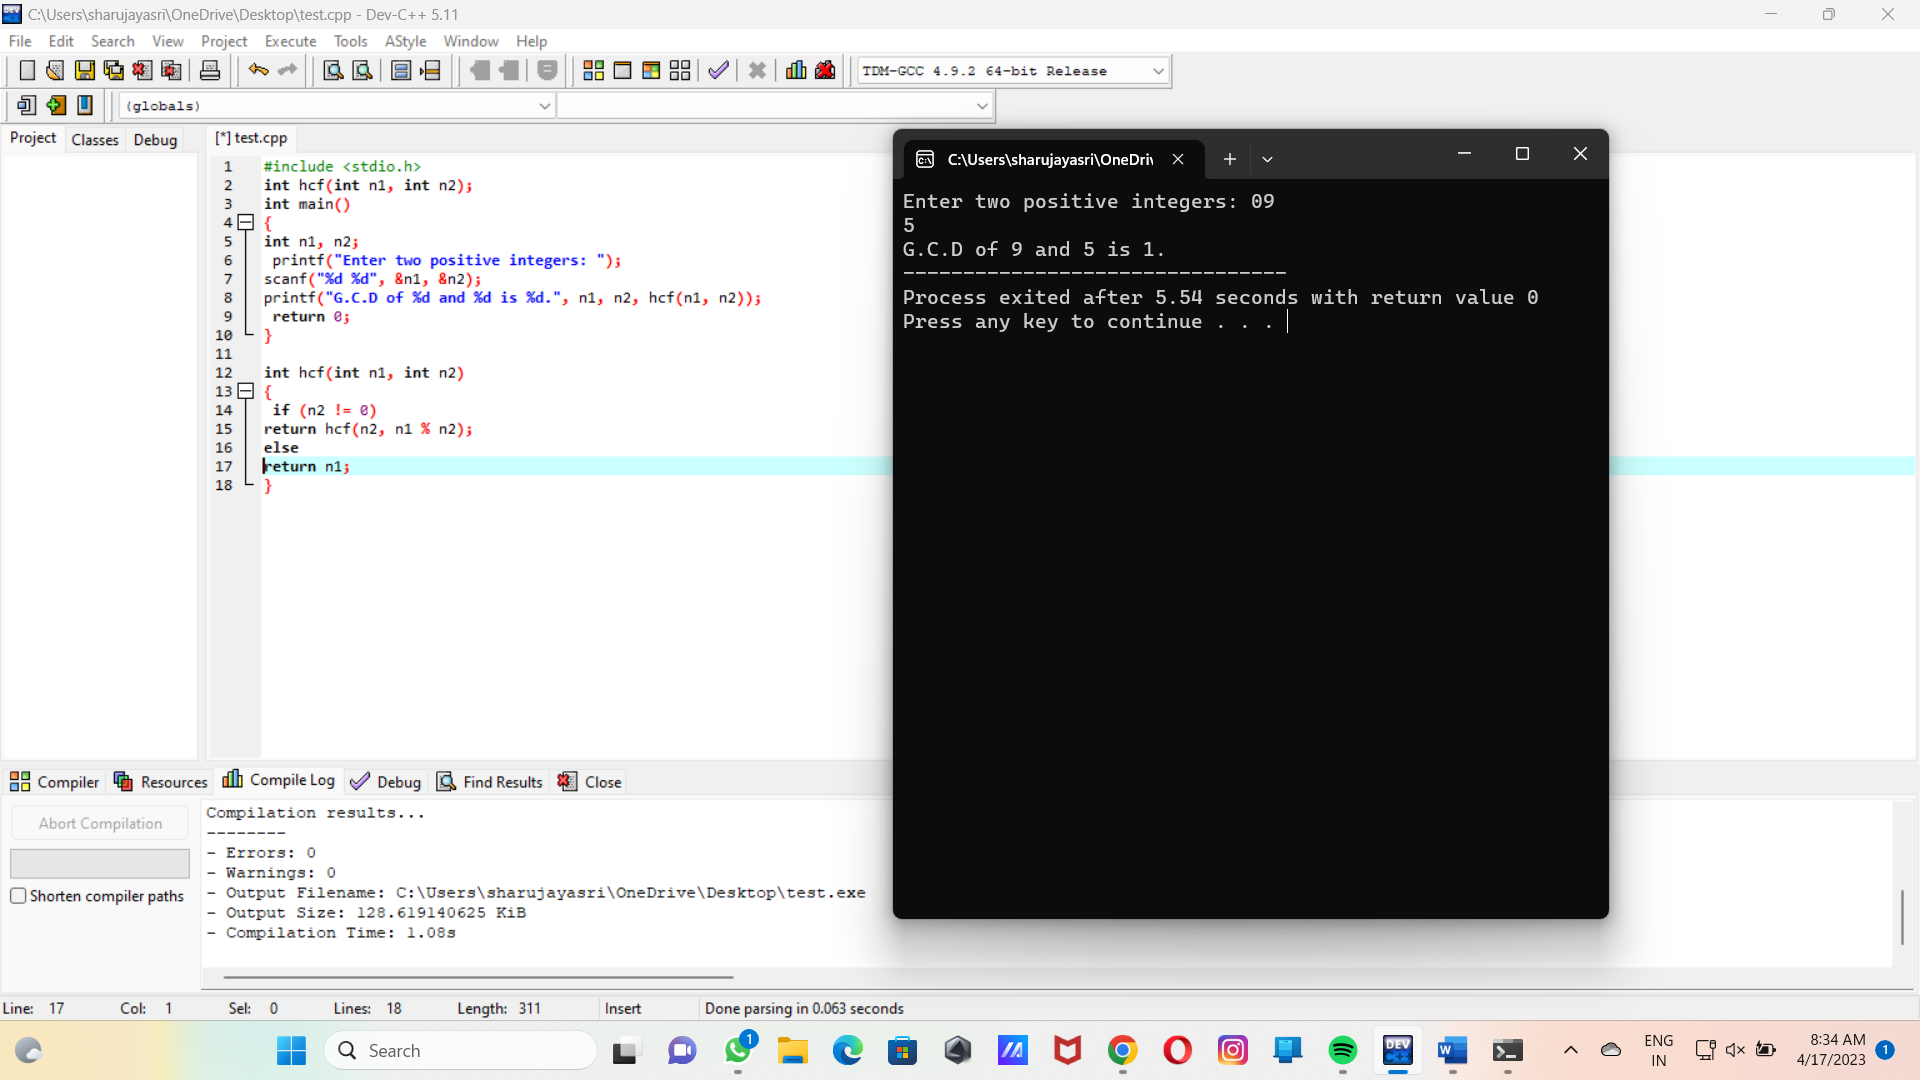 C:\Users\sharujayasri\OneDrive\Desktop\test.cpp - Dev-C++ 5.11
File Edit Search View Project Execute Tools AStyle Window Help
TDM-GCC 4.9.2 64-bit Release
(globals)
Project Classes Debug
[*] test.cpp
1 #include <stdio.h>
2 int hcf(int n1, int n2);
3 int main()
4 {
5 int n1, n2;
6 printf("Enter two positive integers: ");
7 scanf("%d %d", &n1, &n2);
8 printf("G.C.D of %d and %d is %d.", n1, n2, hcf(n1, n2));
9 return 0;
10 }
11
12 int hcf(int n1, int n2)
13 {
14 if (n2 != 0)
15 return hcf(n2, n1 % n2);
16 else
17 return n1;
18 }
C:\Users\sharujayasri\OneDri
Enter two positive integers: 09
5
G.C.D of 9 and 5 is 1.
--------------------------------
Process exited after 5.54 seconds with return value 0
Press any key to continue . . .
Compiler Resources Compile Log Debug Find Results Close
Abort Compilation
Shorten compiler paths
Compilation results...
--------
- Errors: 0
- Warnings: 0
- Output Filename: C:\Users\sharujayasri\OneDrive\Desktop\test.exe
- Output Size: 128.619140625 KiB
- Compilation Time: 1.08s
Line: 17 Col: 1 Sel: 0 Lines: 18 Length: 311 Insert Done parsing in 0.063 seconds
Search
1
DEV
W
ENG
IN
8:34 AM
4/17/2023
1